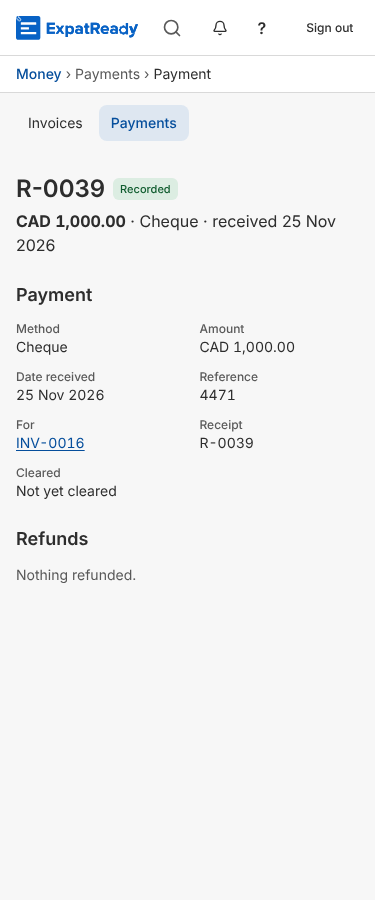 ExpatReady
?
Sign out
Money › Payments › Payment
Invoices
Payments
R-0039 Recorded
CAD 1,000.00 · Cheque · received 25 Nov
2026
Payment
Method
Cheque
Amount
CAD 1,000.00
Date received
25 Nov 2026
Reference
4471
For
INV-0016
Receipt
R-0039
Cleared
Not yet cleared
Refunds
Nothing refunded.